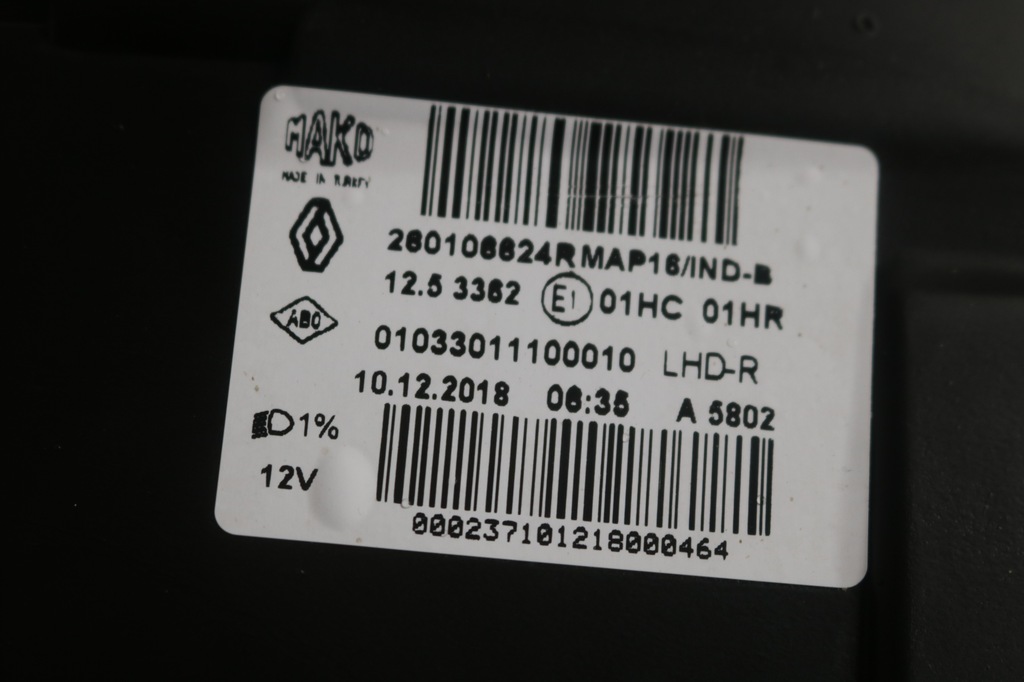 MAKO
MADE IN TURKEY
260106624R MAP16/IND-B
12.5 3362 E1 01HC 01HR
ABO
01033011100010 LHD-R
10.12.2018 06:35 A 5802
1%
12V
000237101218000464